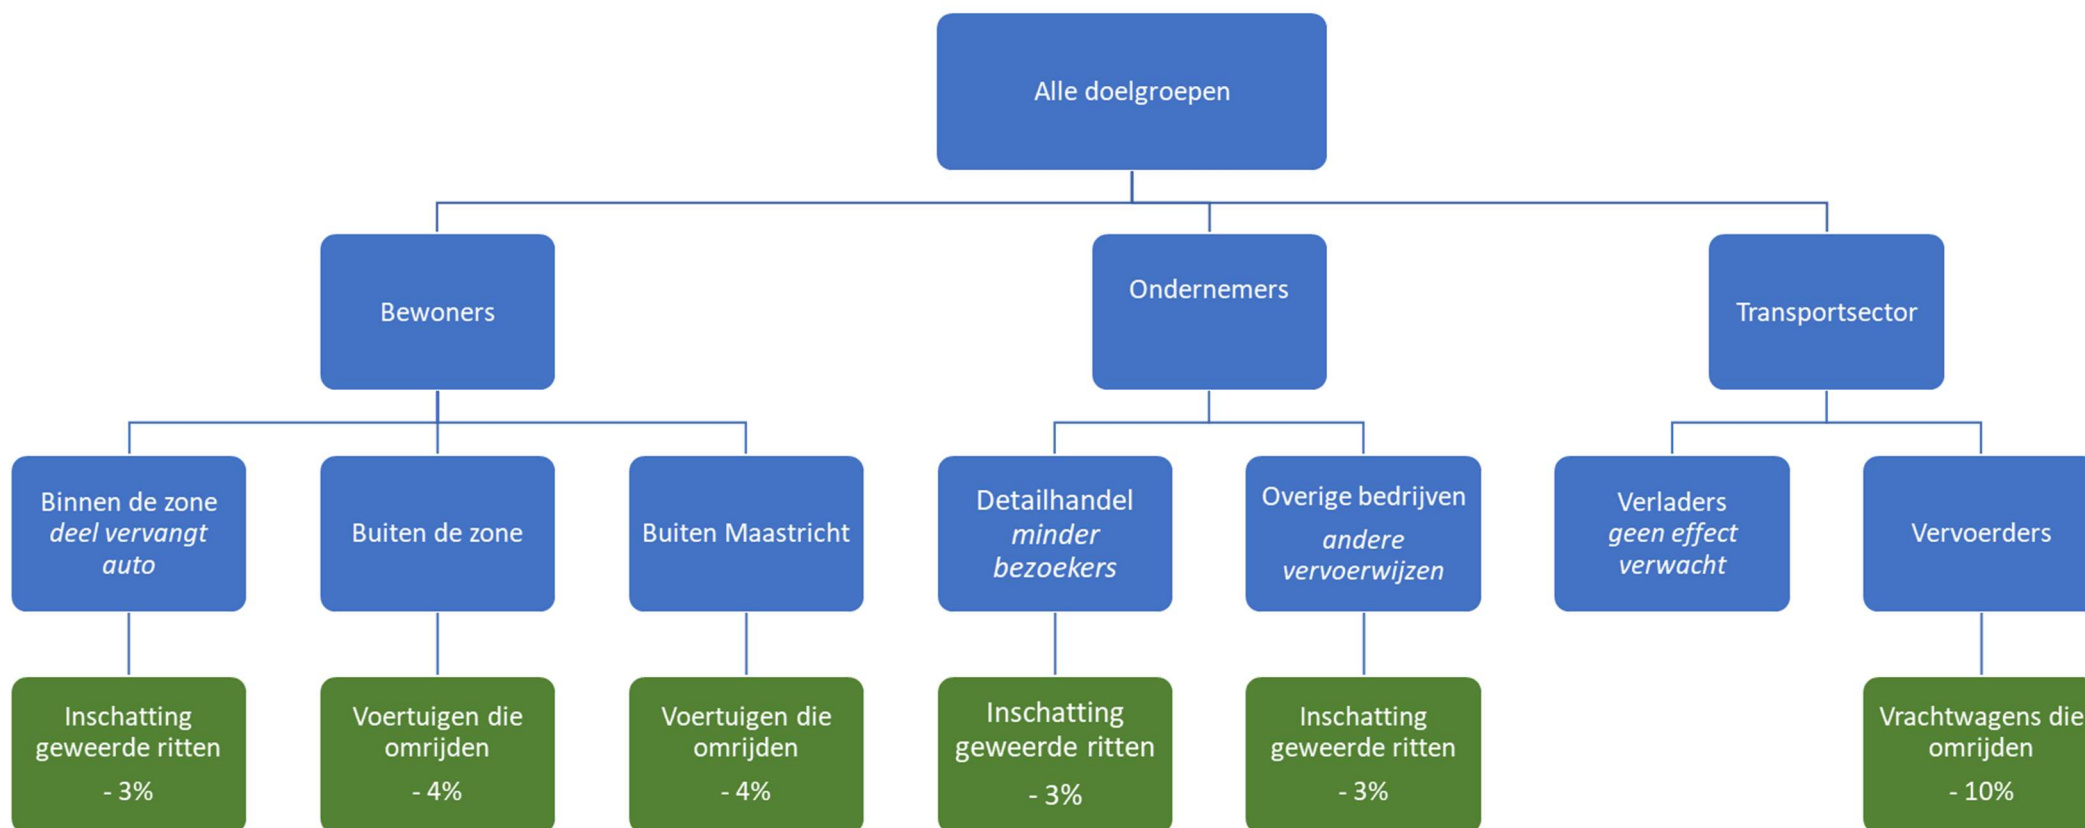 Alle doelgroepen
Bewoners
Ondernemers
Transportsector
Binnen de zone
deel vervangt
auto
Buiten de zone
Buiten Maastricht
Detailhandel
minder
bezoekers
Overige bedrijven
andere
vervoerwijzen
Verladers
geen effect
verwacht
Vervoerders
Inschatting
geweerde ritten
- 3%
Voertuigen die
omrijden
- 4%
Voertuigen die
omrijden
- 4%
Inschatting
geweerde ritten
- 3%
Inschatting
geweerde ritten
- 3%
Vrachtwagens die
omrijden
- 10%